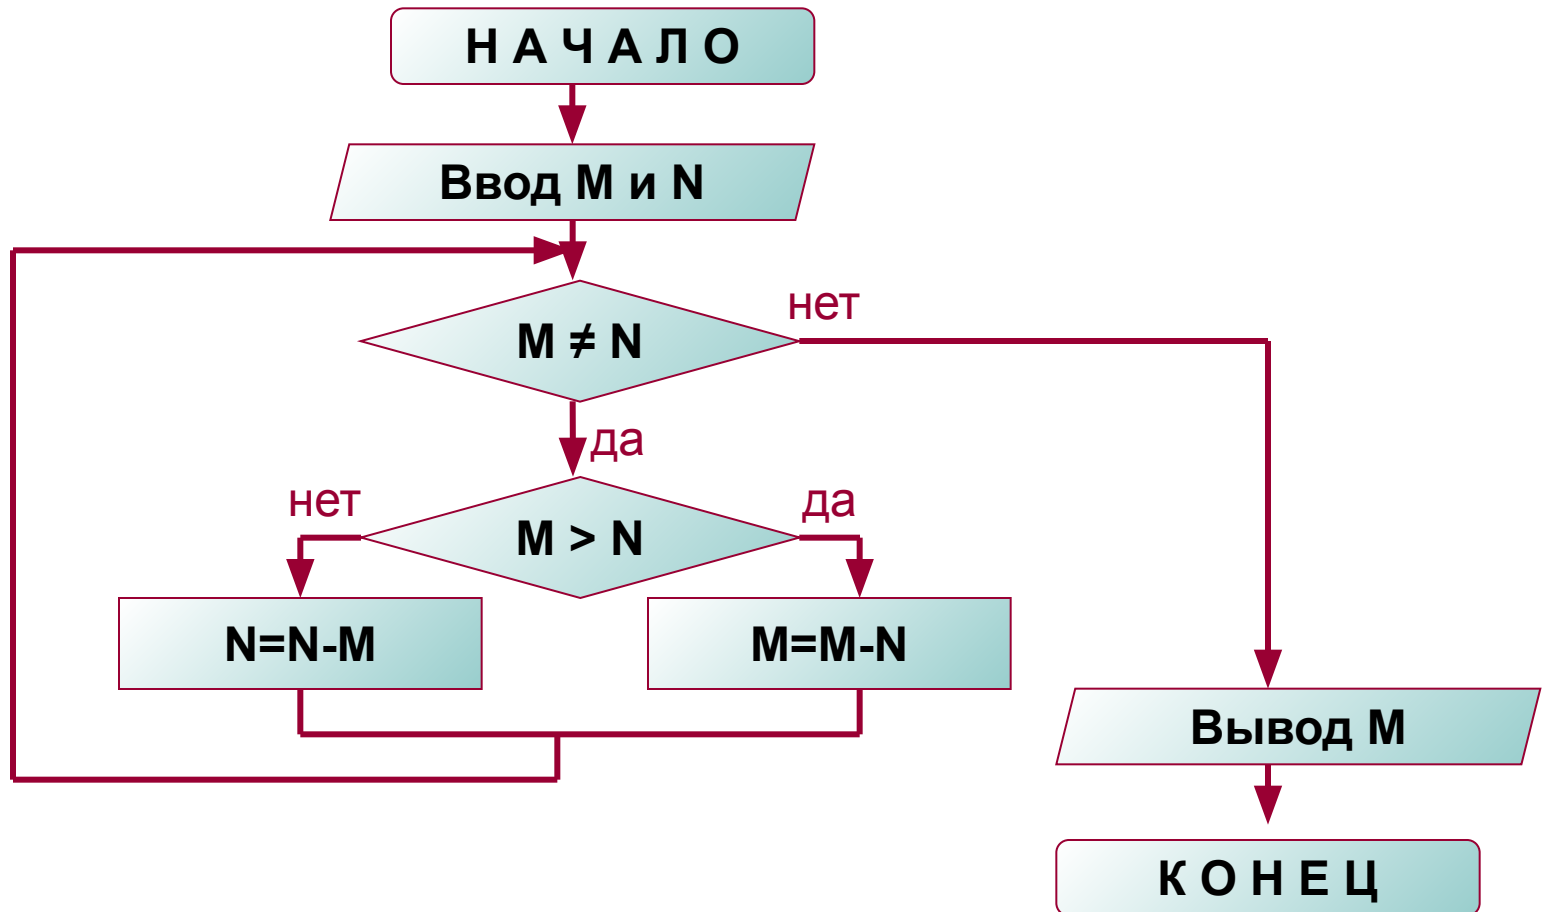 Н А Ч А Л О
Ввод M и N
M ≠ N
нет
да
M > N
нет
да
N=N-M
M=M-N
Вывод M
К О Н Е Ц